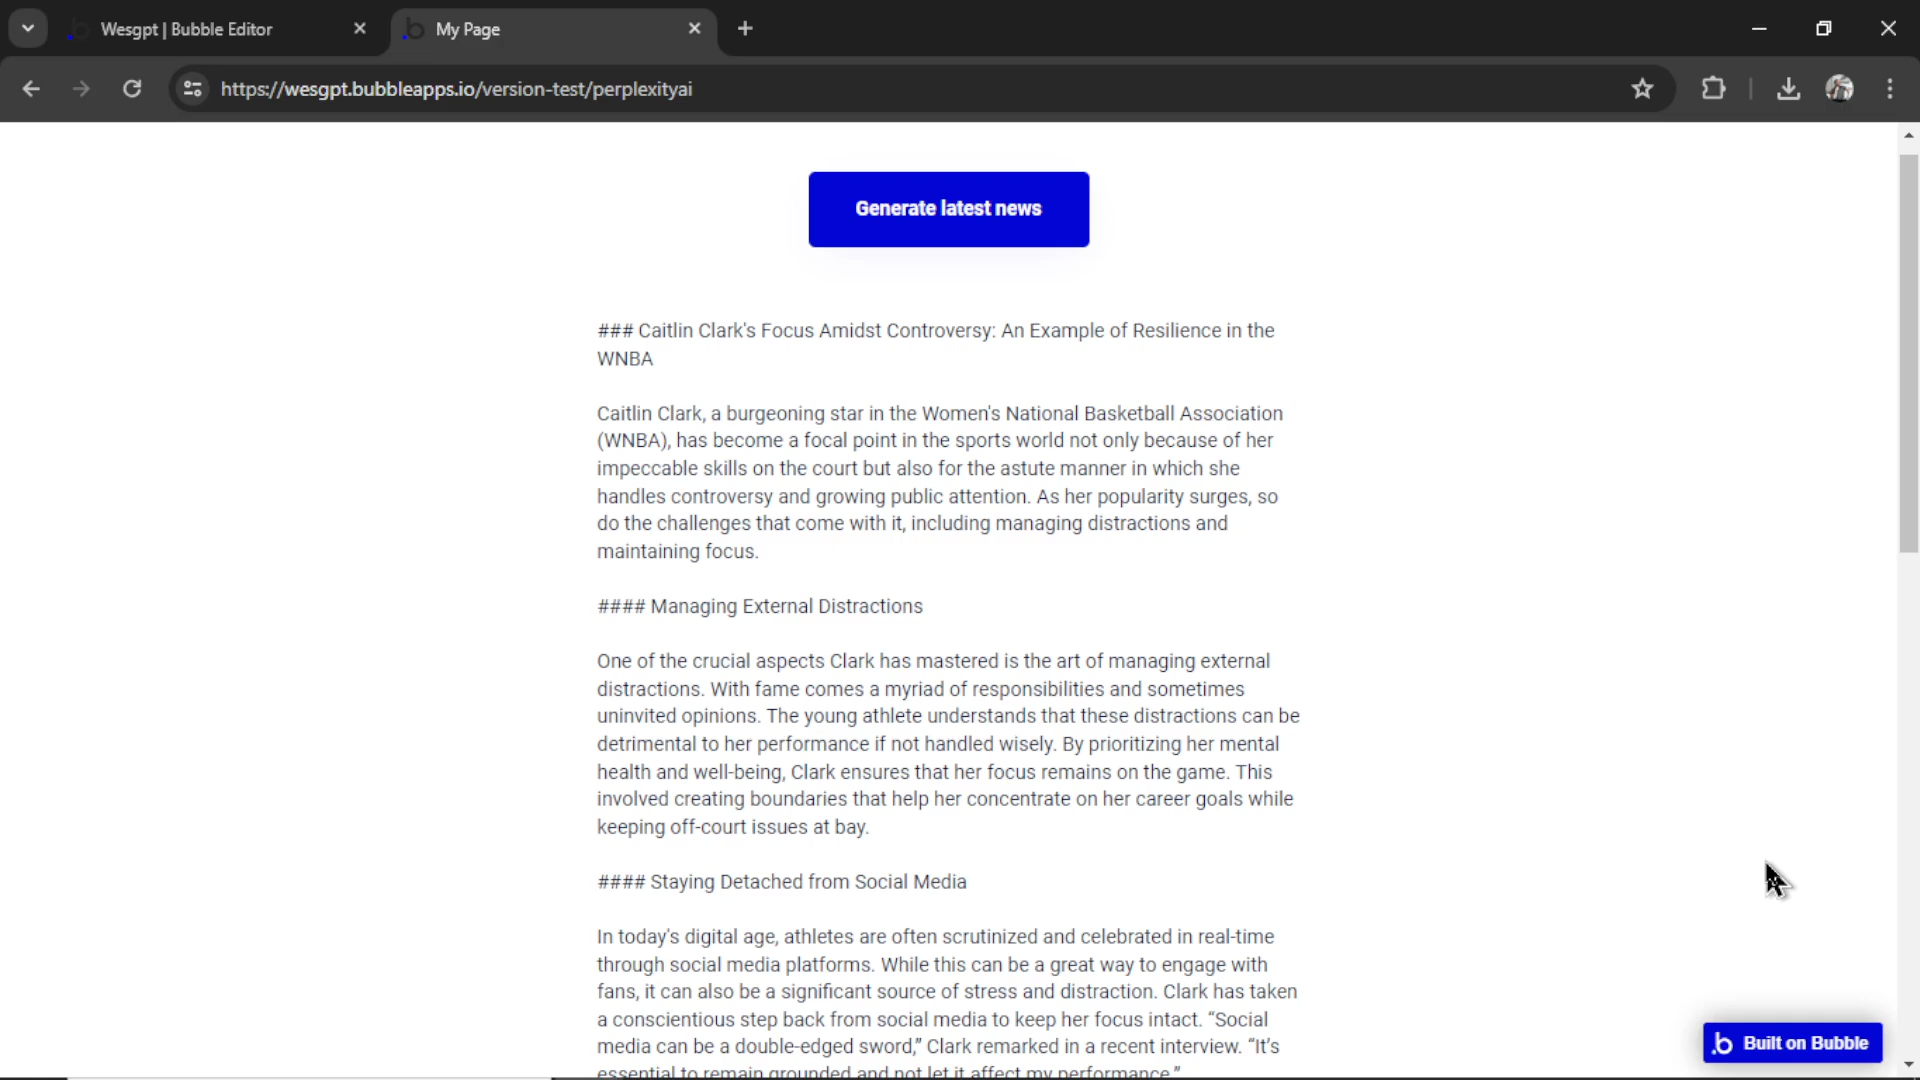 Wesgpt | Bubble Editor
My Page
https://wesgpt.bubbleapps.io/version-test/perplexityai
Generate latest news
### Caitlin Clark's Focus Amidst Controversy: An Example of Resilience in the
WNBA
Caitlin Clark, a burgeoning star in the Women's National Basketball Association
(WNBA), has become a focal point in the sports world not only because of her
impeccable skills on the court but also for the astute manner in which she
handles controversy and growing public attention. As her popularity surges, so
do the challenges that come with it, including managing distractions and
maintaining focus.
#### Managing External Distractions
One of the crucial aspects Clark has mastered is the art of managing external
distractions. With fame comes a myriad of responsibilities and sometimes
uninvited opinions. The young athlete understands that these distractions can be
detrimental to her performance if not handled wisely. By prioritizing her mental
health and well-being, Clark ensures that her focus remains on the game. This
involved creating boundaries that help her concentrate on her career goals while
keeping off-court issues at bay.
#### Staying Detached from Social Media
In today's digital age, athletes are often scrutinized and celebrated in real-time
through social media platforms. While this can be a great way to engage with
fans, it can also be a significant source of stress and distraction. Clark has taken
a conscientious step back from social media to keep her focus intact. “Social
media can be a double-edged sword,” Clark remarked in a recent interview. “It's
essential to remain grounded and not let it affect my performance.”
b Built on Bubble